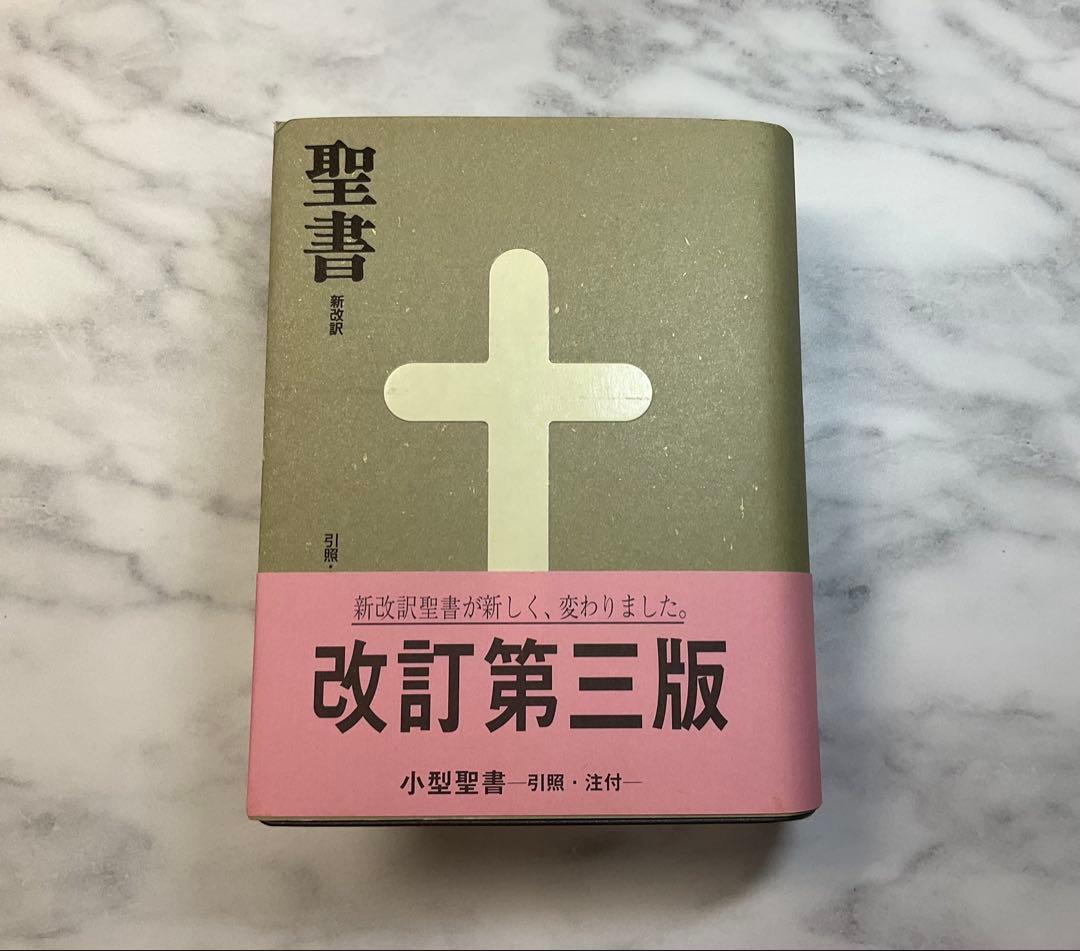 聖書
新改訳
引照・
新改訳聖書が新しく、変わりました。
改訂第三版
小型聖書―引照・注付―